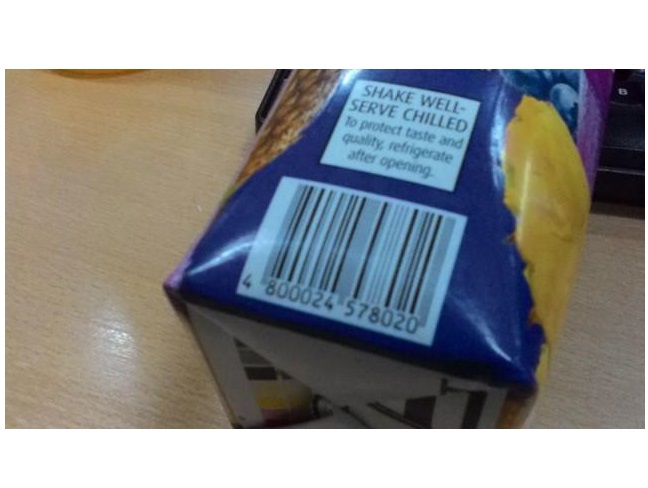 SHAKE WELL-
SERVE CHILLED
To protect taste and
quality, refrigerate
after opening.
4 800024 578020
B